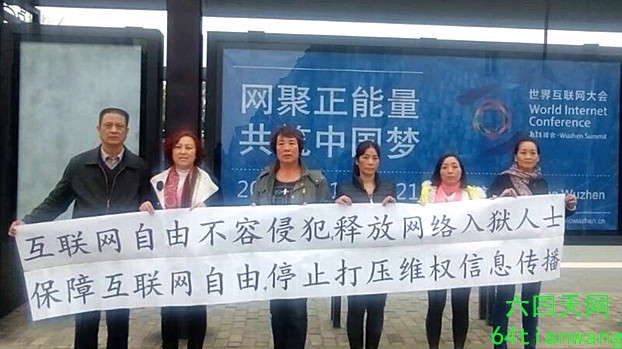 网聚正能量
共筑中国梦
世界互联网大会
World Internet
Conference
Wuzhen Summit
Wuzhen
互联网自由不容侵犯,释放网络入狱人士
保障互联网自由,停止打压维权信息传播
六四天网
64tianwang